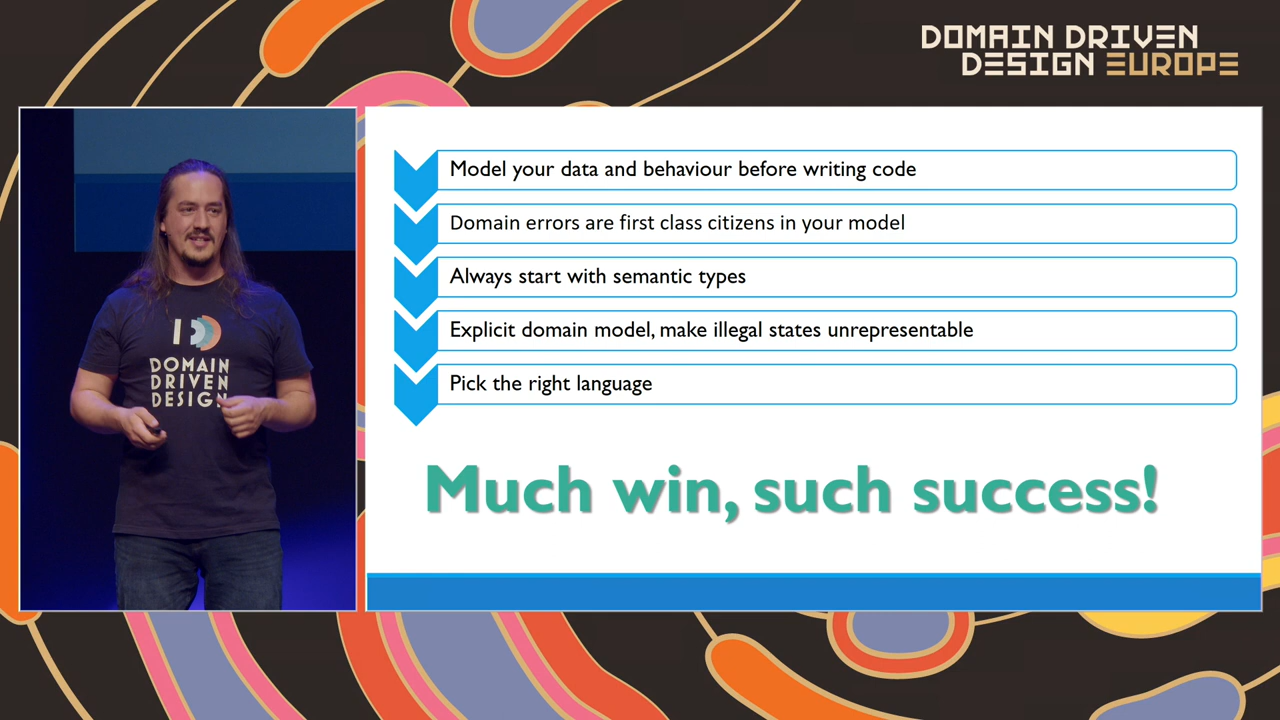 DOMAIN DRIVEN
DESIGN EUROPE
DOMAIN
DRIVEN
DESIGN
Model your data and behaviour before writing code
Domain errors are first class citizens in your model
Always start with semantic types
Explicit domain model, make illegal states unrepresentable
Pick the right language
Much win, such success!